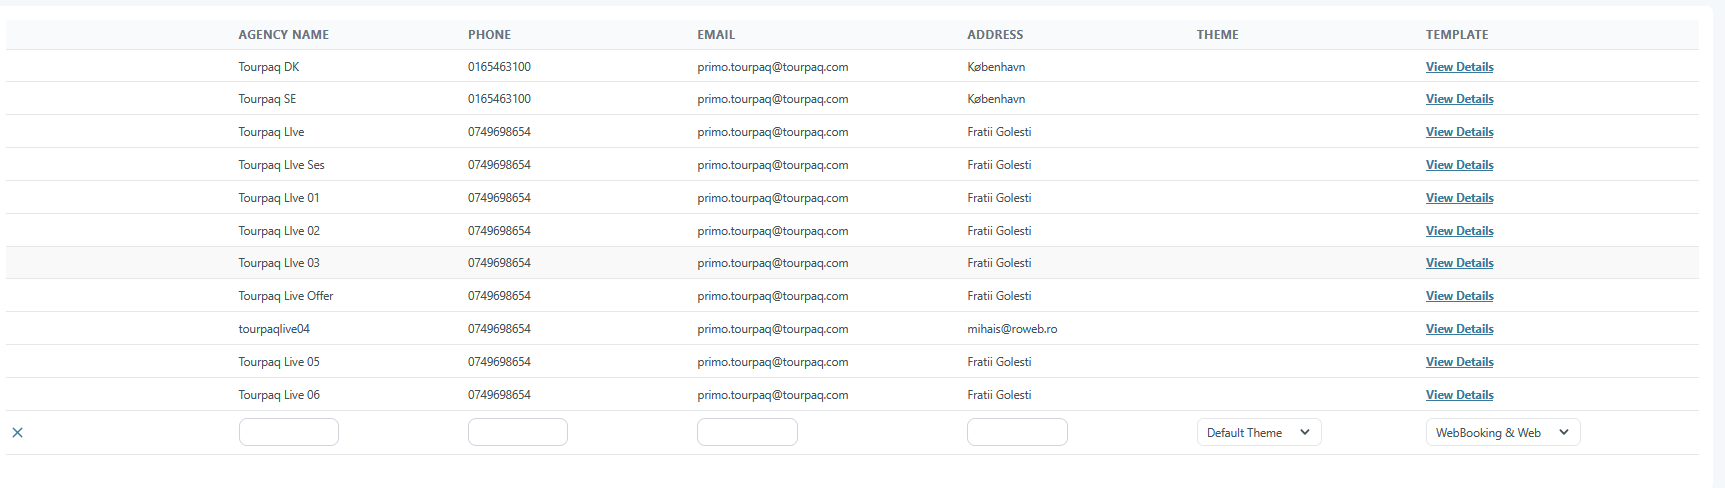 AGENCY NAME PHONE EMAIL ADDRESS THEME TEMPLATE
Tourpaq DK 0165463100 primo.tourpaq@tourpaq.com København View Details
Tourpaq SE 0165463100 primo.tourpaq@tourpaq.com København View Details
Tourpaq LIve 0749698654 primo.tourpaq@tourpaq.com Fratii Golesti View Details
Tourpaq LIve Ses 0749698654 primo.tourpaq@tourpaq.com Fratii Golesti View Details
Tourpaq LIve 01 0749698654 primo.tourpaq@tourpaq.com Fratii Golesti View Details
Tourpaq LIve 02 0749698654 primo.tourpaq@tourpaq.com Fratii Golesti View Details
Tourpaq LIve 03 0749698654 primo.tourpaq@tourpaq.com Fratii Golesti View Details
Tourpaq Live Offer 0749698654 primo.tourpaq@tourpaq.com Fratii Golesti View Details
tourpaqlive04 0749698654 primo.tourpaq@tourpaq.com mihais@roweb.ro View Details
Tourpaq Live 05 0749698654 primo.tourpaq@tourpaq.com Fratii Golesti View Details
Tourpaq Live 06 0749698654 primo.tourpaq@tourpaq.com Fratii Golesti View Details
Default Theme WebBooking & Web